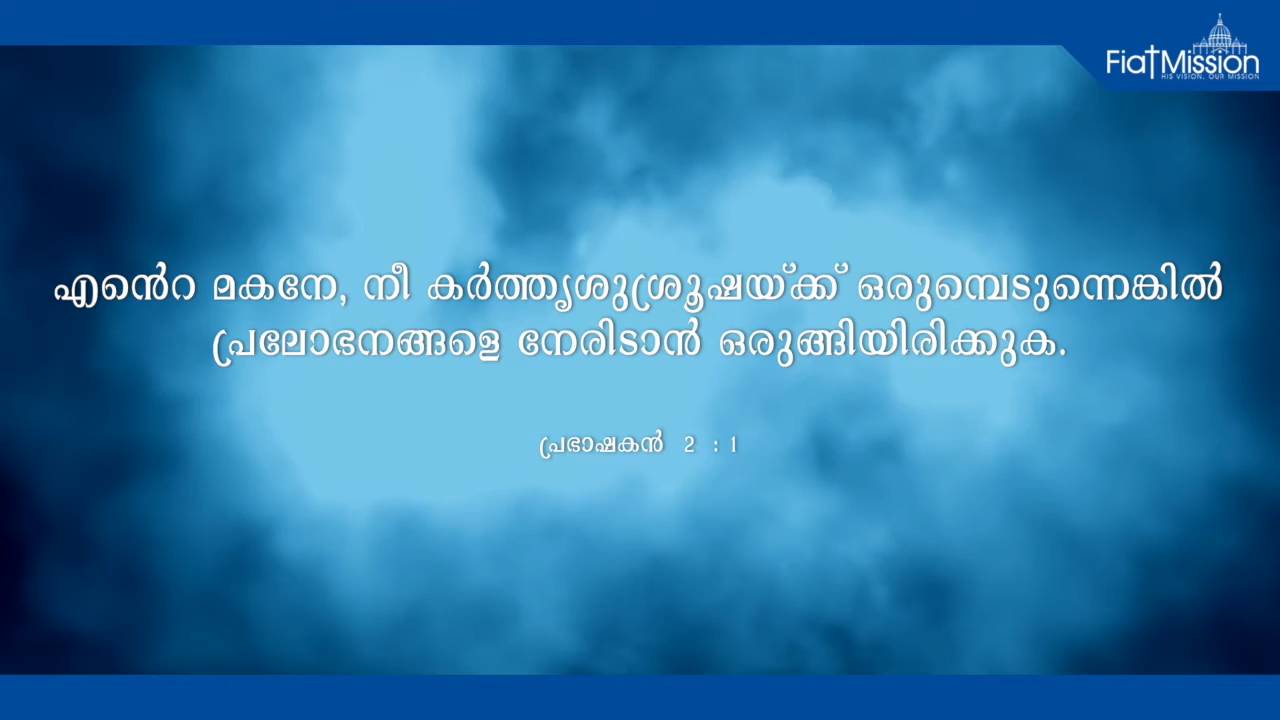 FiatMission
HIS VISION, OUR MISSION
എൻെറ മകനേ, നീ കർത്തൃശുശ്രൂഷയ്ക്ക് ഒരുമ്പെടുന്നെങ്കിൽ
പ്രലോഭനങ്ങളെ നേരിടാൻ ഒരുങ്ങിയിരിക്കുക.
പ്രഭാഷകൻ 2 : 1